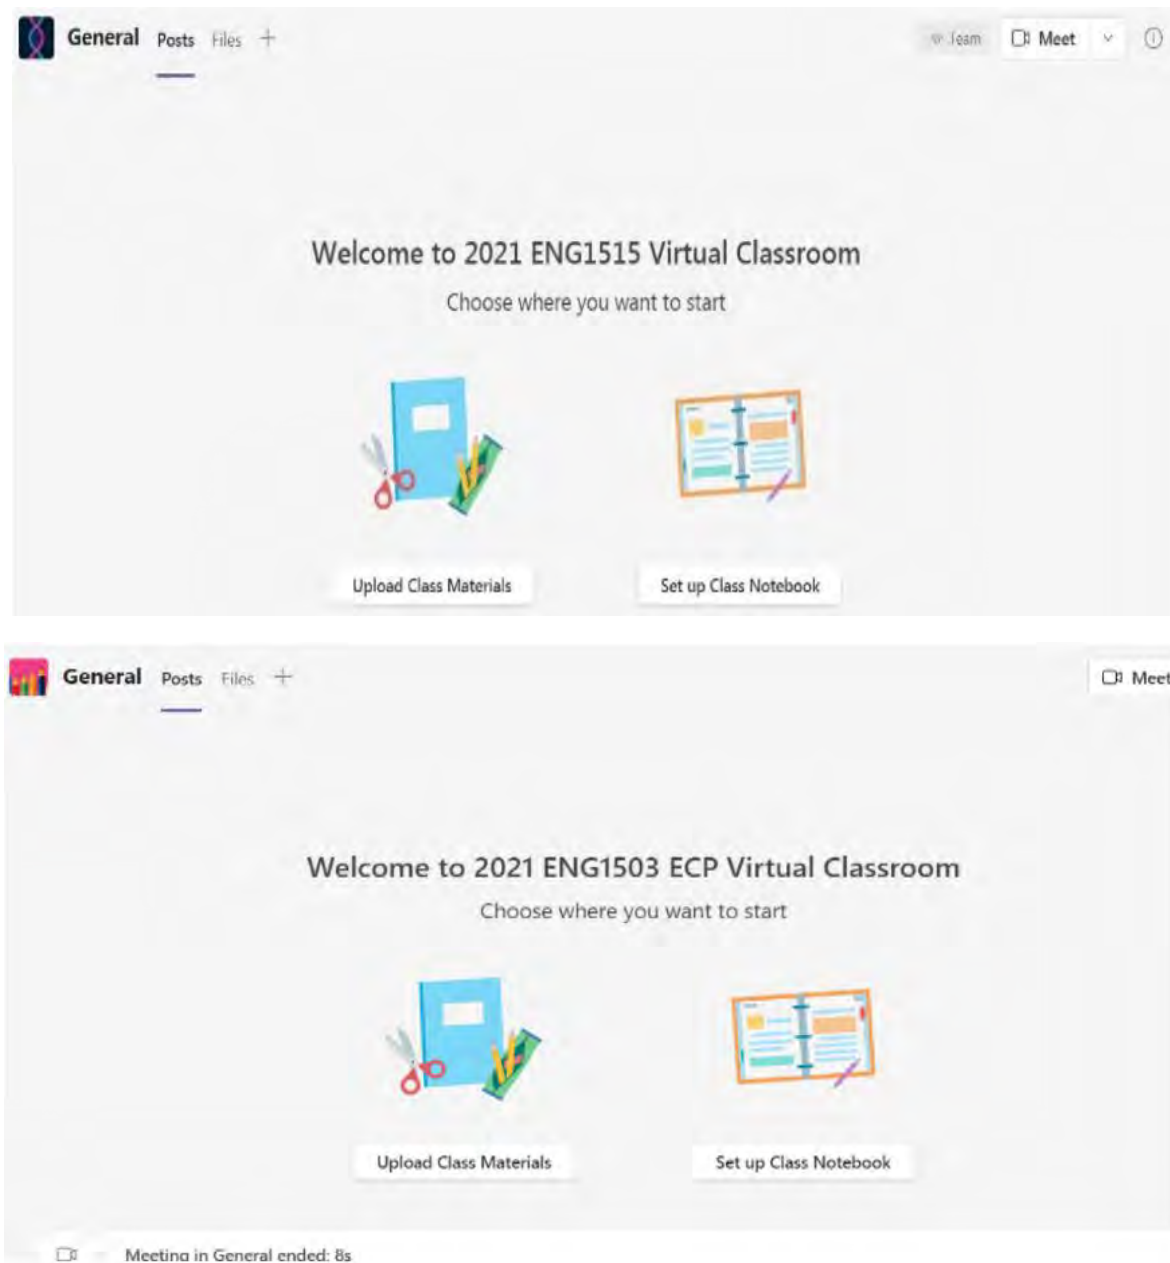 General Posts Files +
Team Meet
Welcome to 2021 ENG1515 Virtual Classroom
Choose where you want to start
Upload Class Materials Set up Class Notebook
General Posts Files +
Meet
Welcome to 2021 ENG1503 ECP Virtual Classroom
Choose where you want to start
Upload Class Materials Set up Class Notebook
Meeting in General ended: 8s